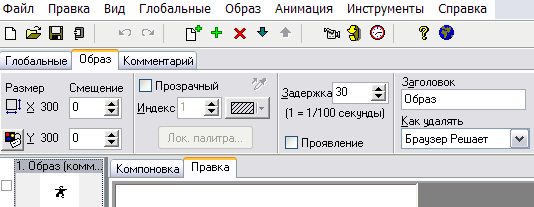 Файл Правка Вид Глобальные Образ Анимация Инструменты Справка
Глобальные Образ Комментарий
Размер Смещение Прозрачный Задержка 30 Заголовок
X 300 0 Индекс 1 (1 = 1/100 секунды) Образ
Y 300 0 Лок. палитра... Проявление Как удалять
Браузер Решает
1. Образ (комм... Компоновка Правка